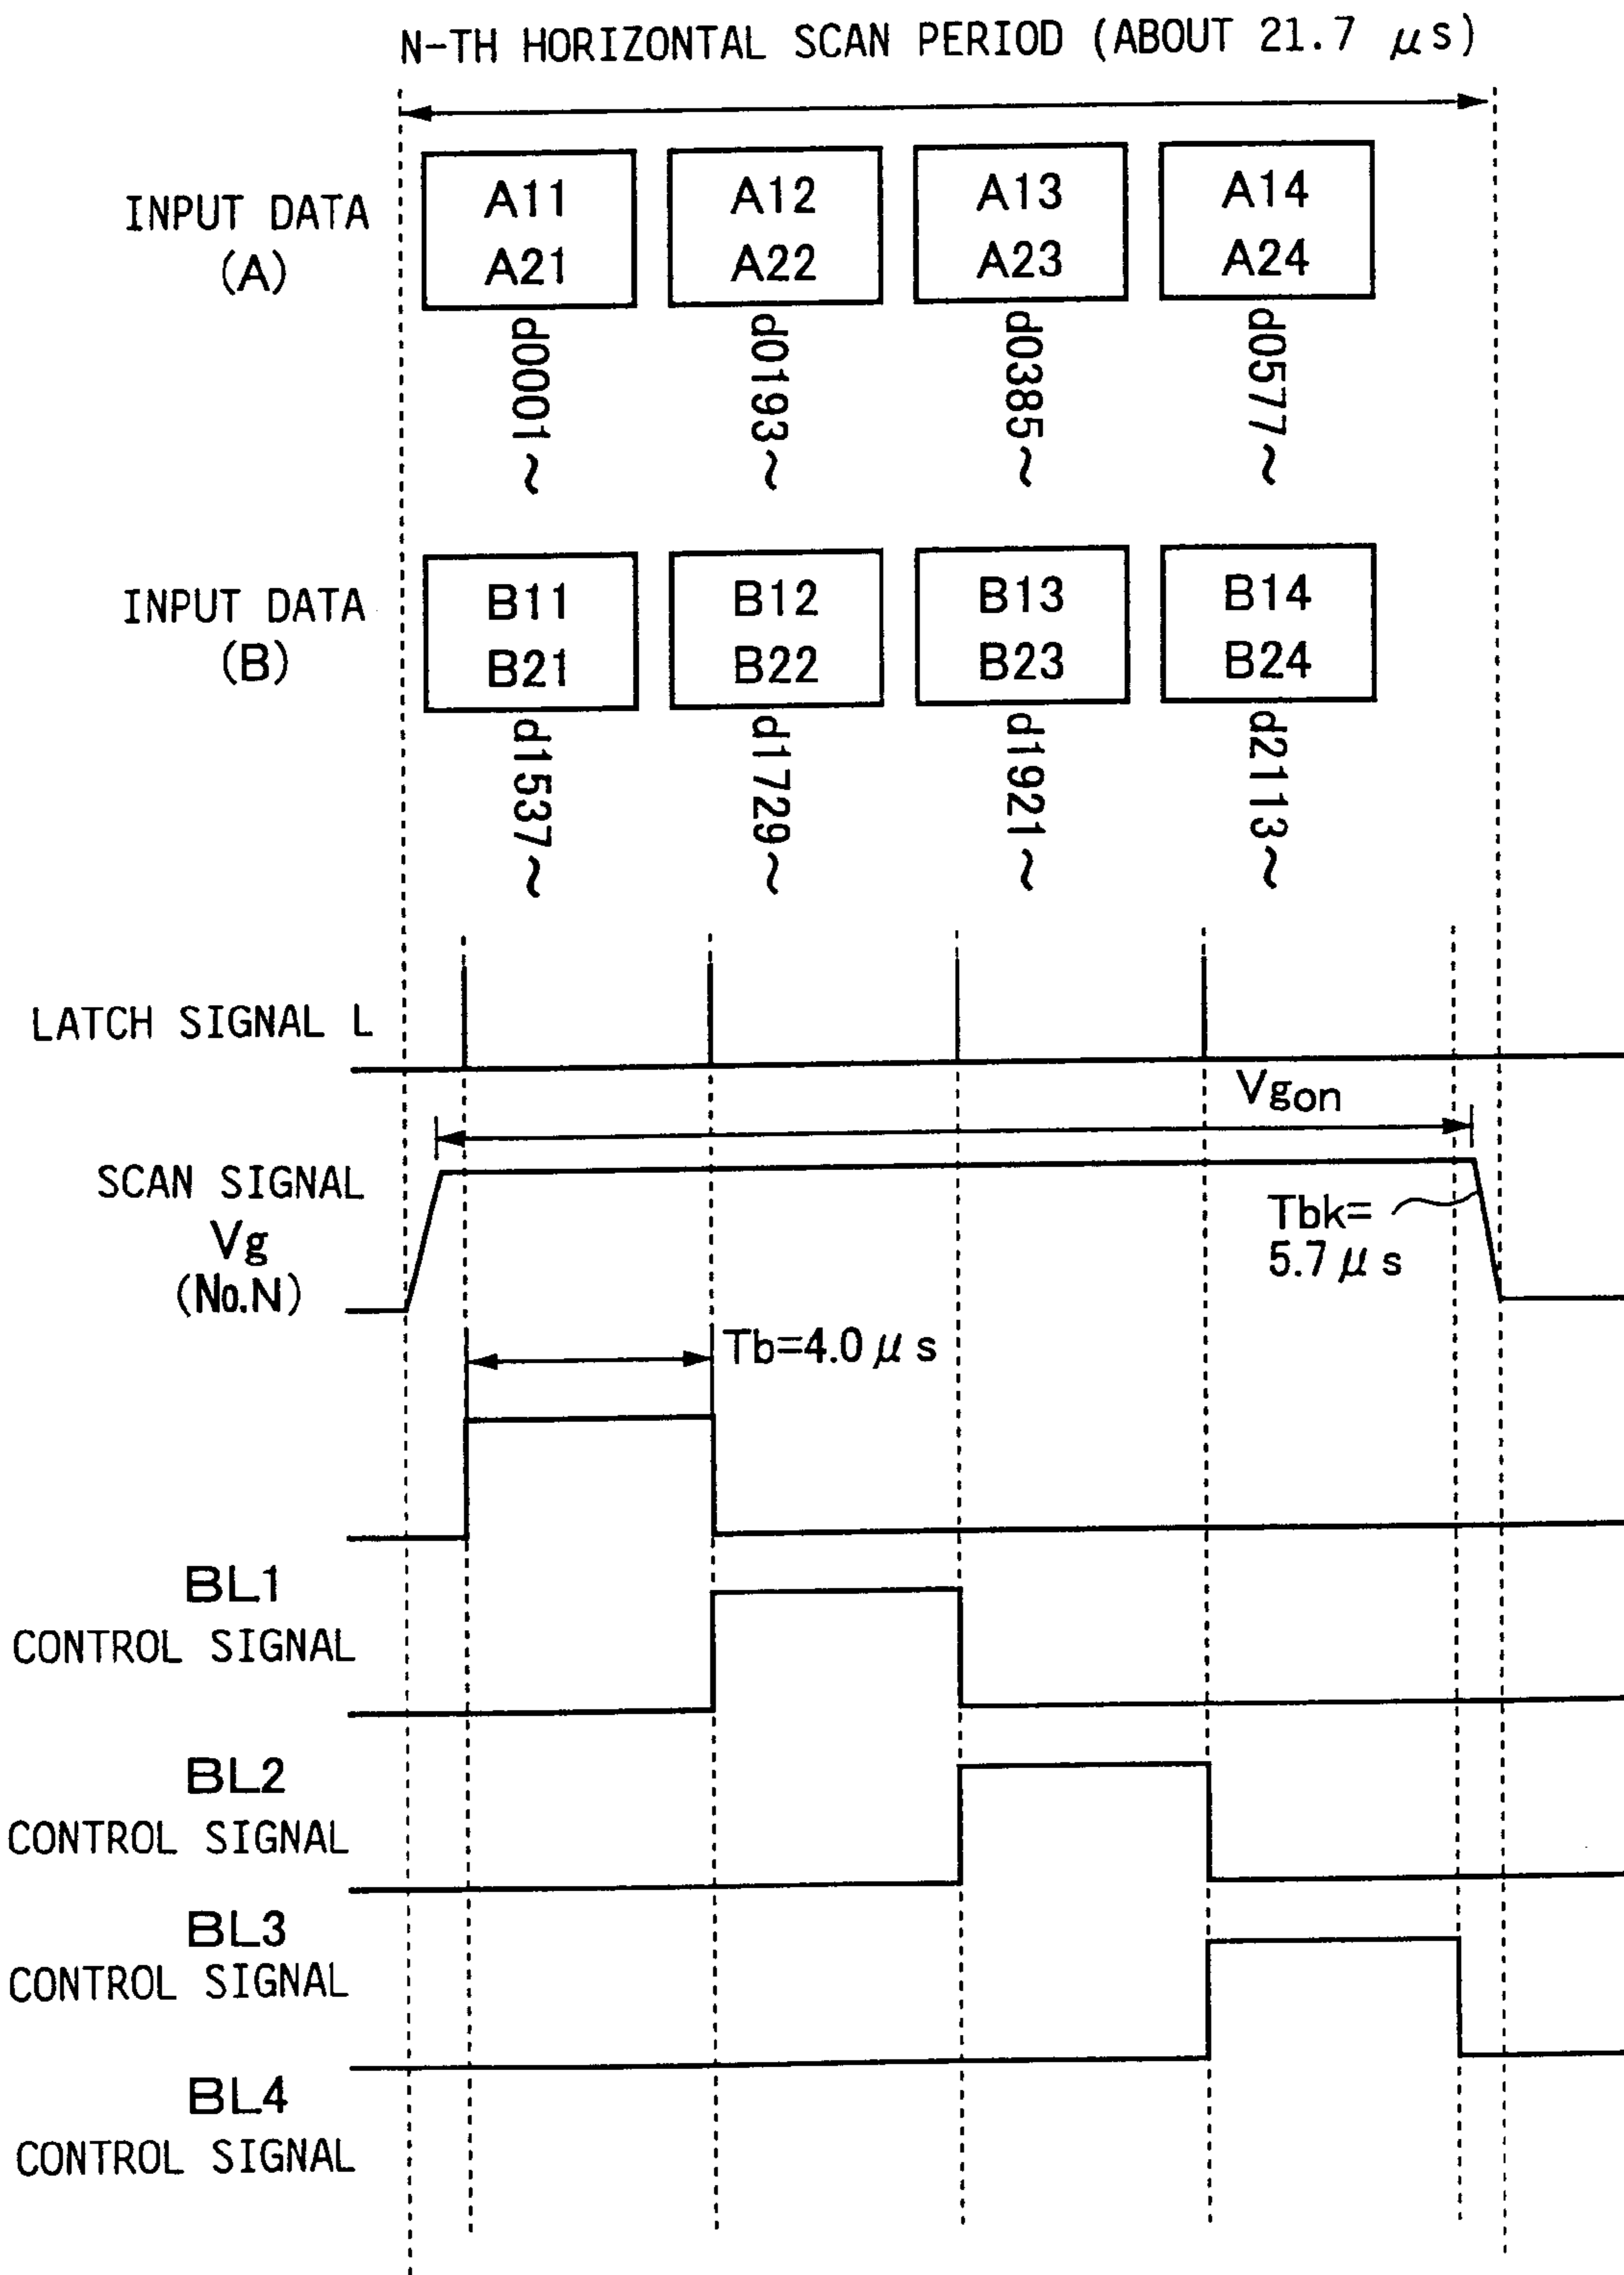 N-TH HORIZONTAL SCAN PERIOD (ABOUT 21.7 μs)
INPUT DATA
(A)
A11
A21
A12
A22
A13
A23
A14
A24
d0001~
d0193~
d0385~
d0577~
INPUT DATA
(B)
B11
B21
B12
B22
B13
B23
B14
B24
d1537~
d1729~
d1921~
d2113~
LATCH SIGNAL L
Vgon
SCAN SIGNAL
Vg
(No.N)
Tbk=
5.7 μs
Tb=4.0 μs
BL1
CONTROL SIGNAL
BL2
CONTROL SIGNAL
BL3
CONTROL SIGNAL
BL4
CONTROL SIGNAL